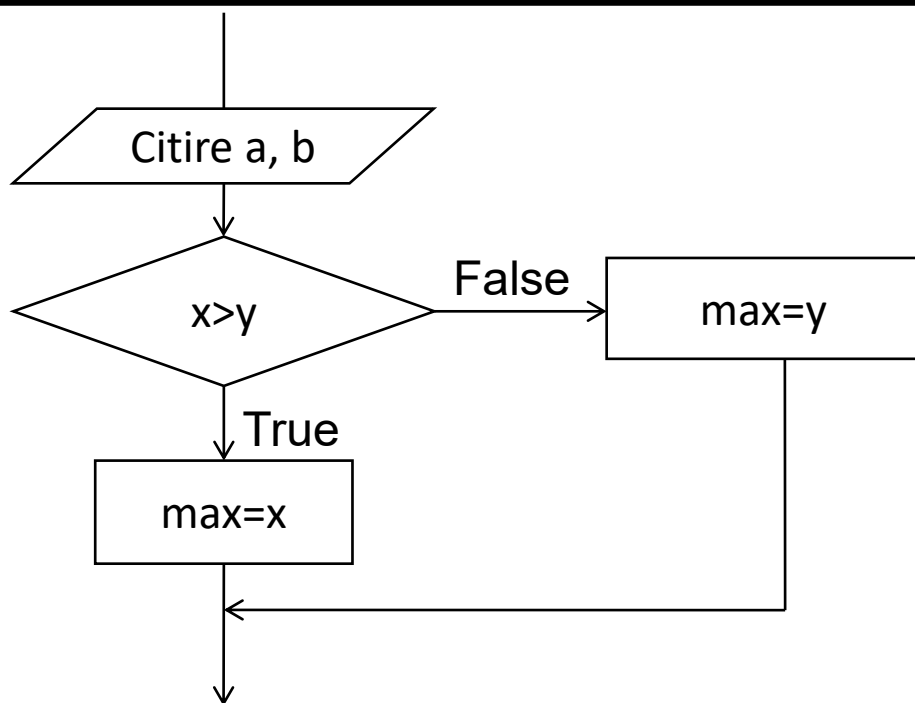 Citire a, b
x>y
False
max=y
True
max=x